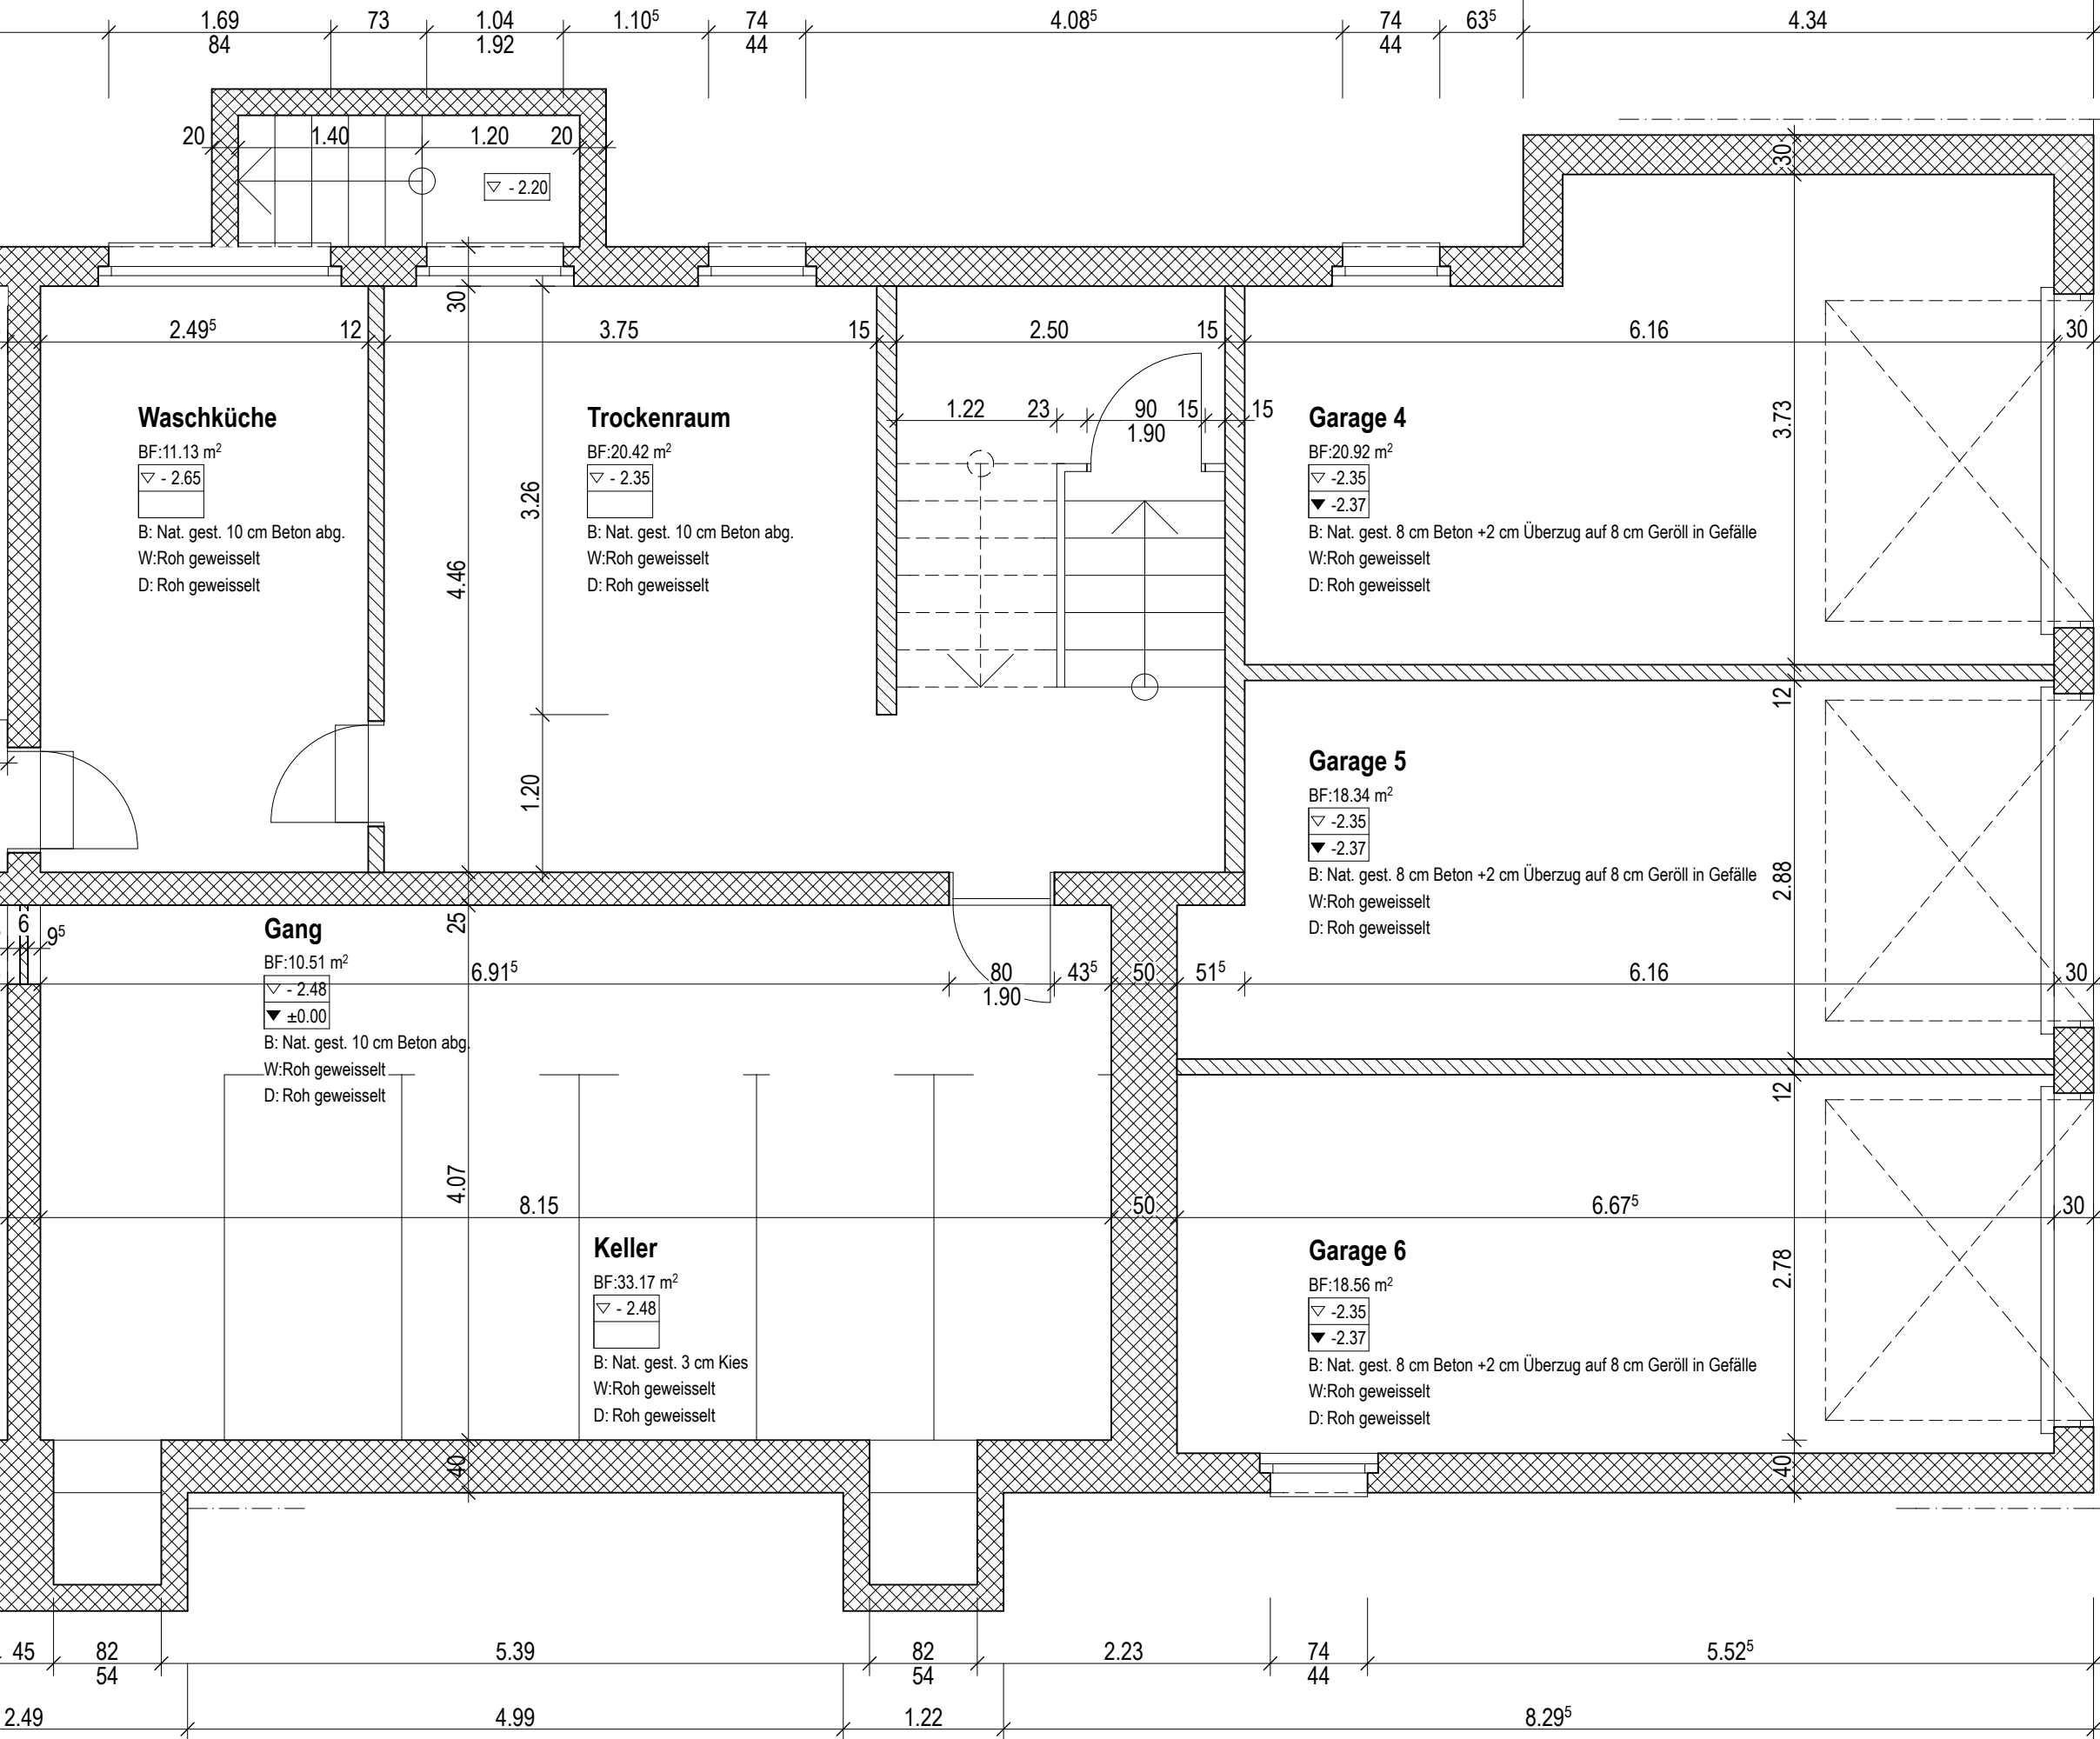 1.69 73 1.04 1.10⁵ 74 4.08⁵ 74 63⁵ 4.34
84 1.92 44 44
20 1.40 1.20 20
- 2.20
30
30
2.49⁵ 12 3.75 15 2.50 15 6.16 30
1.22 23 90 15 15
1.90
Waschküche
BF:11.13 m²
- 2.65
B: Nat. gest. 10 cm Beton abg.
W:Roh geweisselt
D: Roh geweisselt
Trockenraum
BF:20.42 m²
- 2.35
B: Nat. gest. 10 cm Beton abg.
W:Roh geweisselt
D: Roh geweisselt
3.26
4.46
1.20
Garage 4
BF:20.92 m²
-2.35
-2.37
B: Nat. gest. 8 cm Beton +2 cm Überzug auf 8 cm Geröll in Gefälle
W:Roh geweisselt
D: Roh geweisselt
3.73
12
Garage 5
BF:18.34 m²
-2.35
-2.37
B: Nat. gest. 8 cm Beton +2 cm Überzug auf 8 cm Geröll in Gefälle
W:Roh geweisselt
D: Roh geweisselt
2.88
6 9⁵
25
Gang
BF:10.51 m²
- 2.48
±0.00
B: Nat. gest. 10 cm Beton abg.
W:Roh geweisselt
D: Roh geweisselt
6.91⁵ 80 43⁵ 50 51⁵ 6.16 30
1.90
12
4.07
8.15 50 6.67⁵ 30
Keller
BF:33.17 m²
- 2.48
B: Nat. gest. 3 cm Kies
W:Roh geweisselt
D: Roh geweisselt
Garage 6
BF:18.56 m²
-2.35
-2.37
B: Nat. gest. 8 cm Beton +2 cm Überzug auf 8 cm Geröll in Gefälle
W:Roh geweisselt
D: Roh geweisselt
2.78
40
40
45 82 5.39 82 2.23 74 5.52⁵
54 54 44
2.49 4.99 1.22 8.29⁵